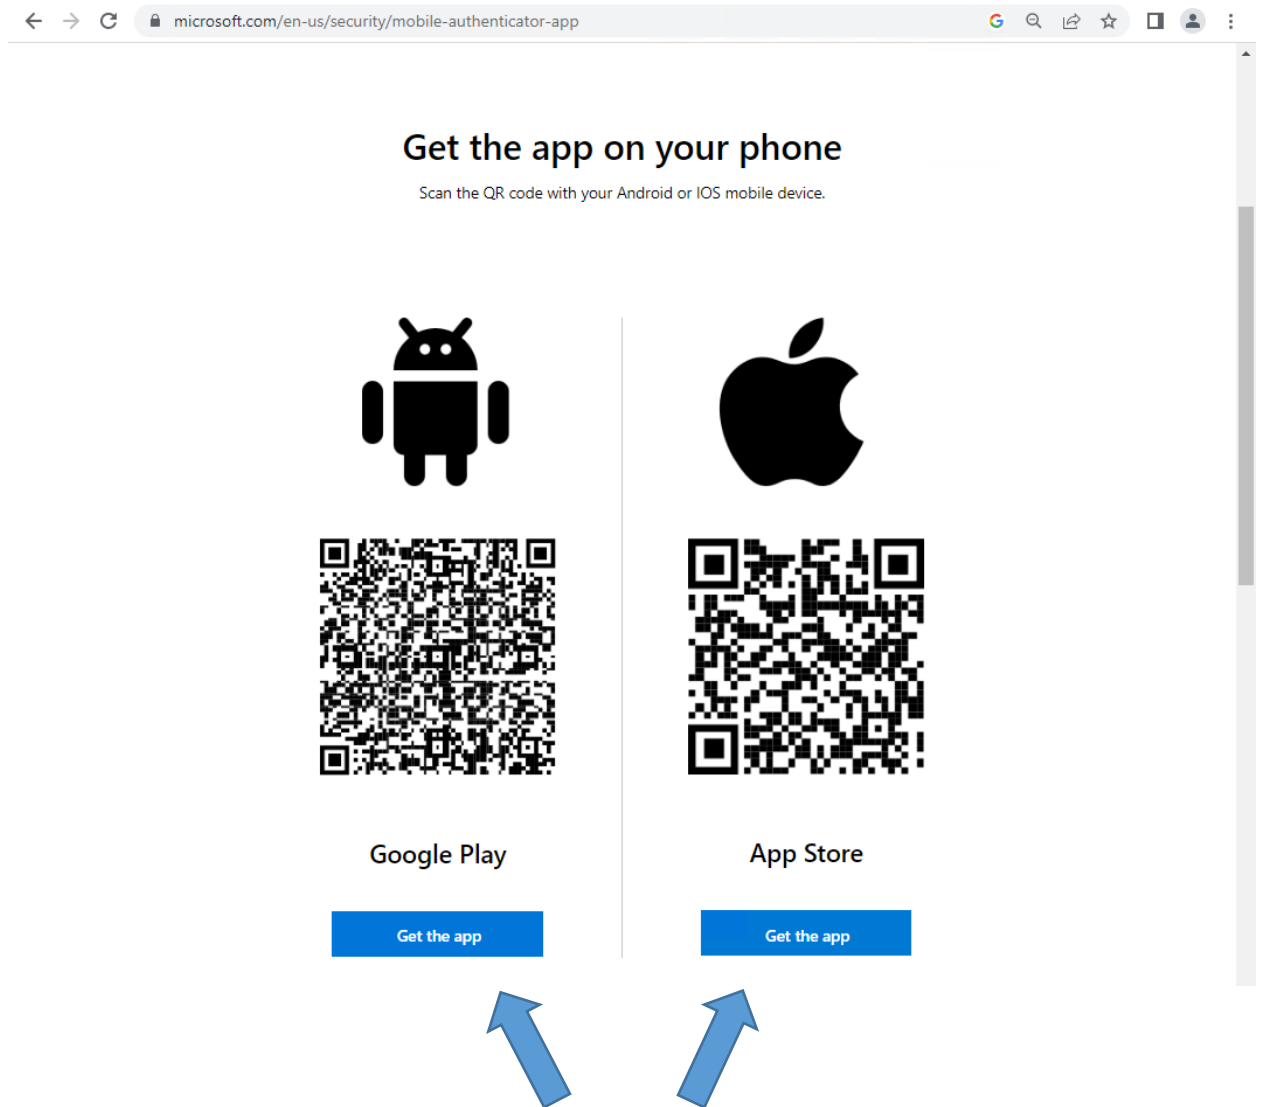 microsoft.com/en-us/security/mobile-authenticator-app
Get the app on your phone
Scan the QR code with your Android or IOS mobile device.
Google Play
App Store
Get the app
Get the app